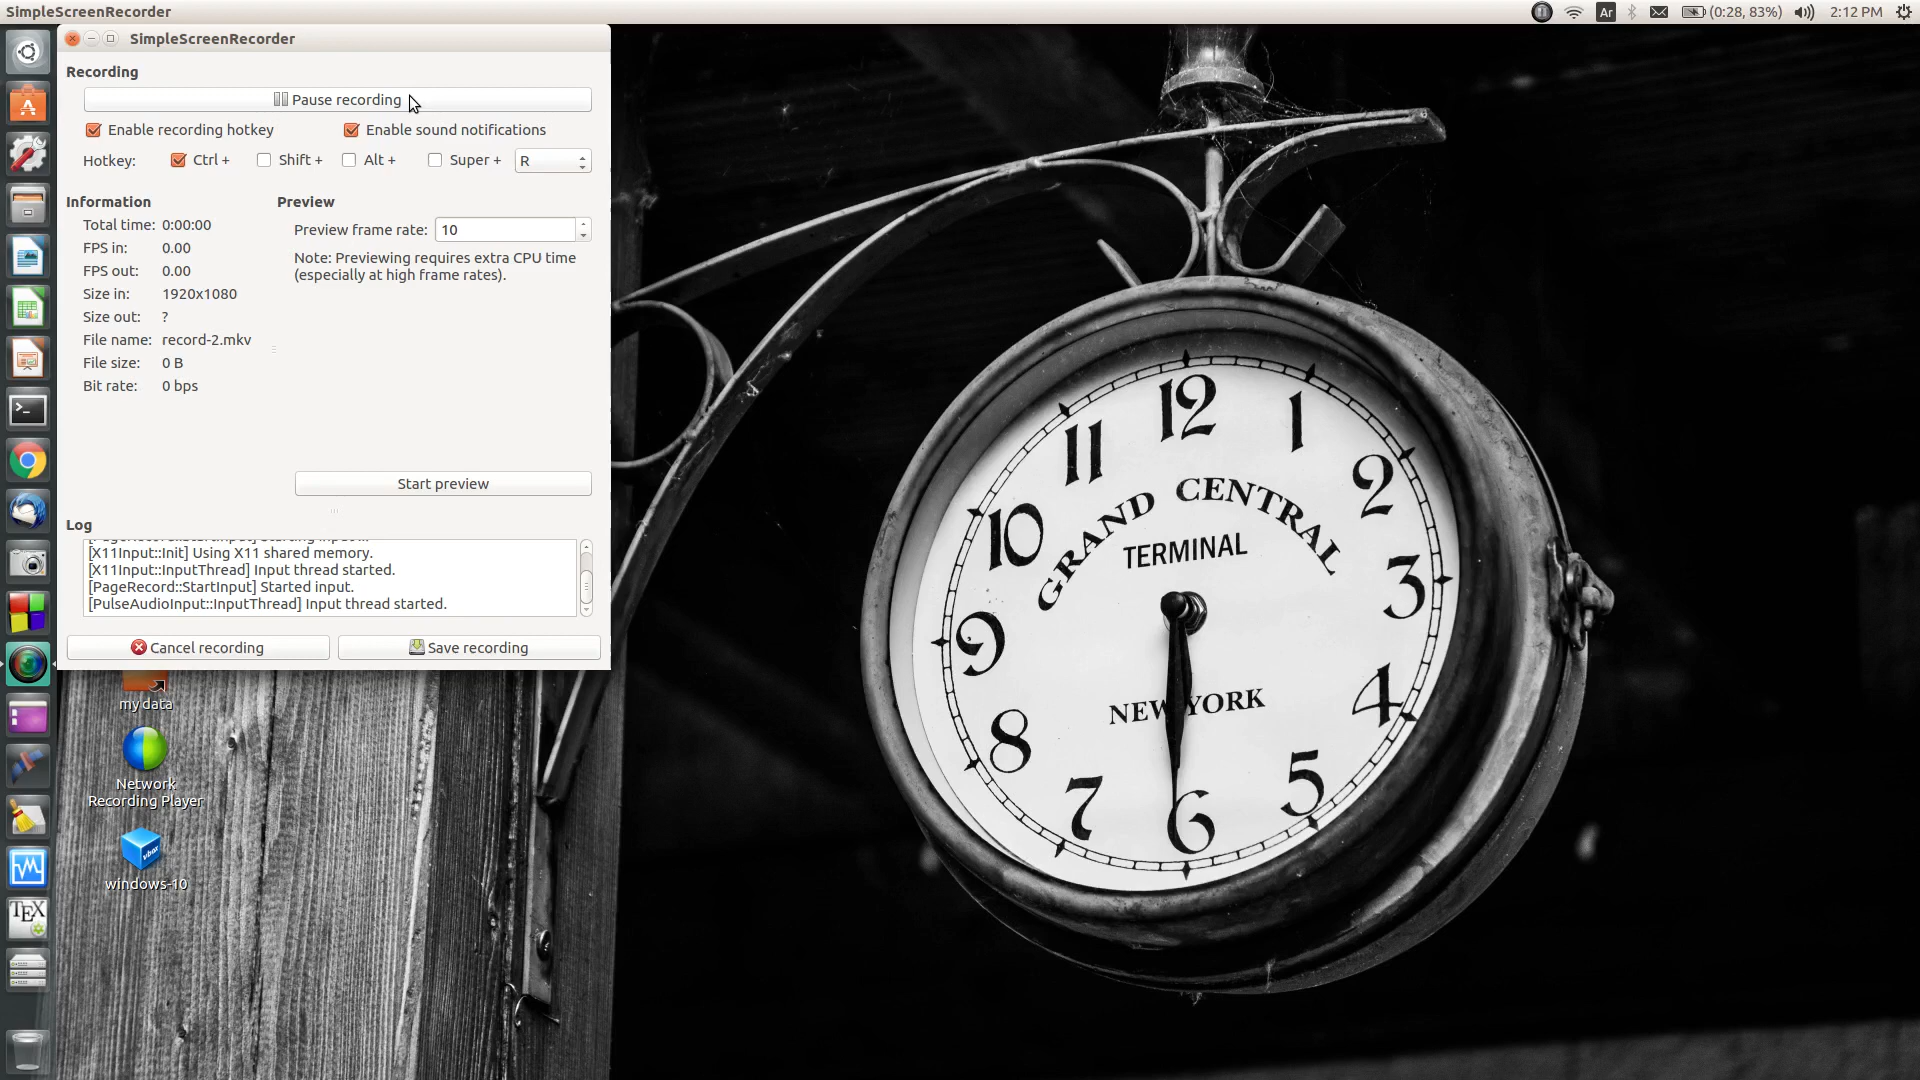 SimpleScreenRecorder
Ar
(0:28, 83%)
2:12 PM
SimpleScreenRecorder
Recording
Pause recording
Enable recording hotkey
Enable sound notifications
Hotkey:
Ctrl +
Shift +
Alt +
Super +
R
Information
Total time: 0:00:00
FPS in: 0.00
FPS out: 0.00
Size in: 1920x1080
Size out: ?
File name: record-2.mkv
File size: 0 B
Bit rate: 0 bps
Preview
Preview frame rate: 10
Note: Previewing requires extra CPU time
(especially at high frame rates).
Start preview
Log
[X11Input::Init] Using X11 shared memory.
[X11Input::InputThread] Input thread started.
[PageRecord::StartInput] Started input.
[PulseAudioInput::InputThread] Input thread started.
Cancel recording
Save recording
my data
Network
Recording Player
vbox
windows-10
TEX
12
1
2
3
4
5
6
7
8
9
10
11
GRAND CENTRAL
TERMINAL
NEW YORK